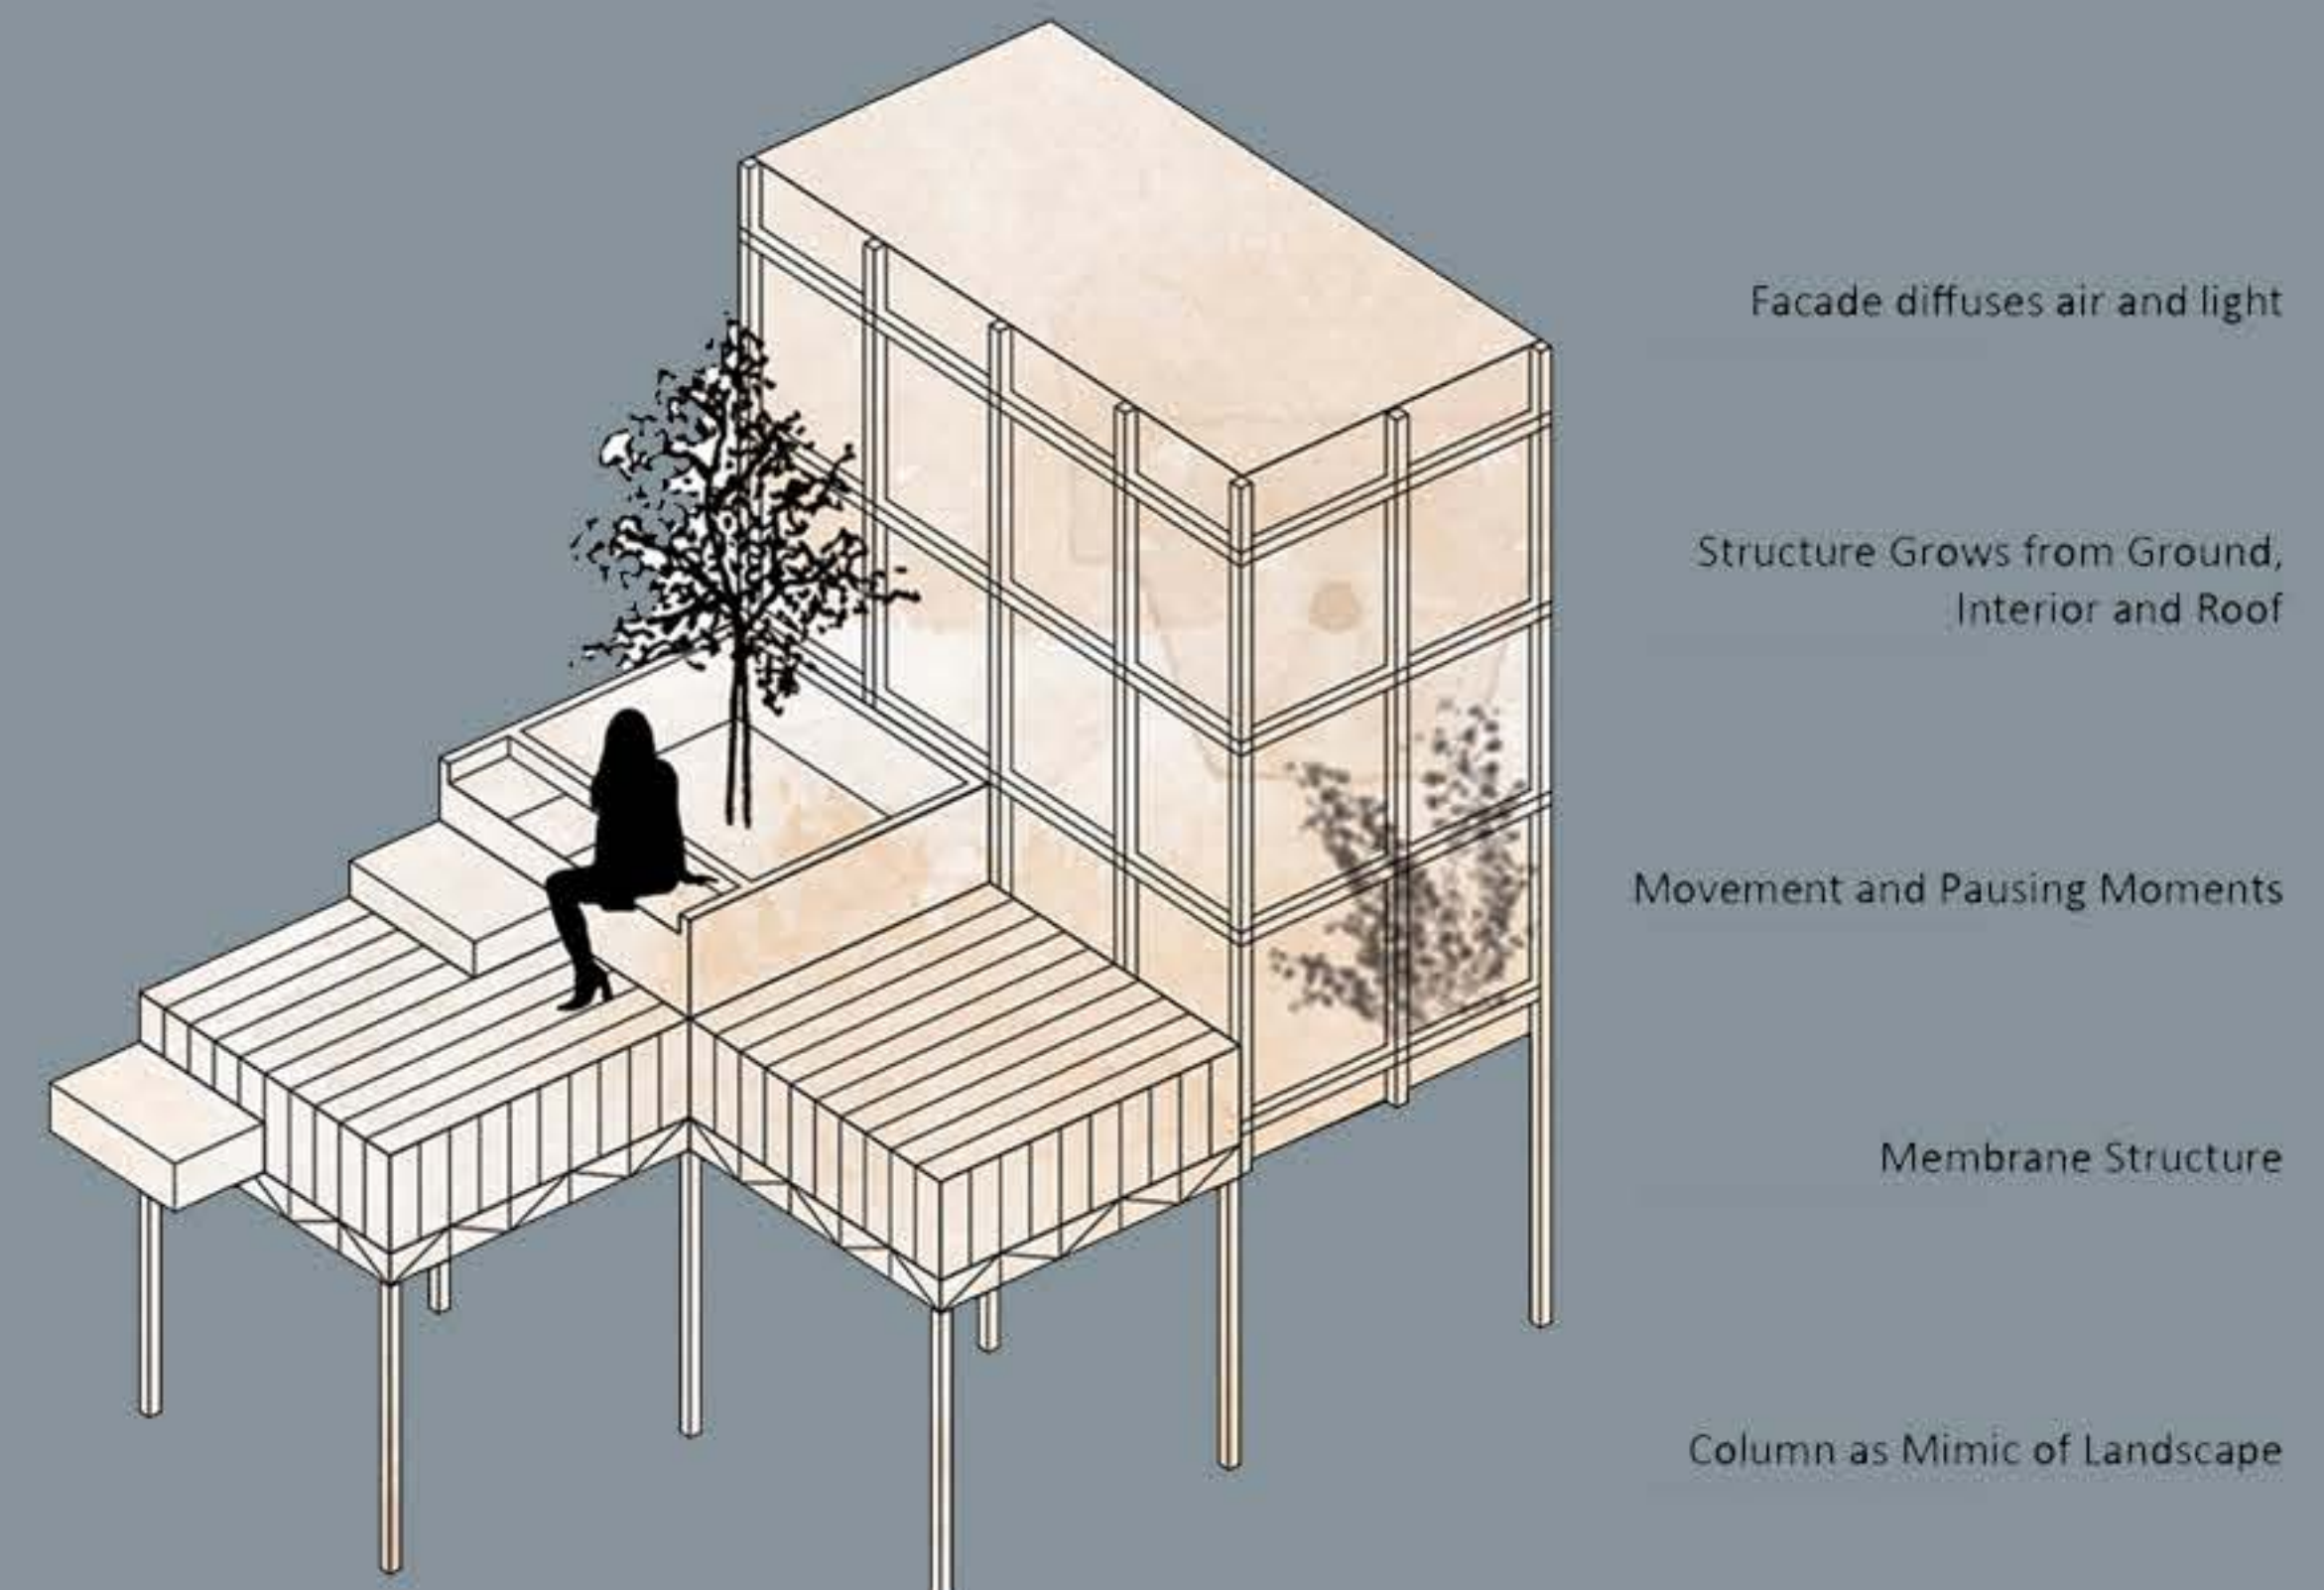 Facade diffuses air and light
Structure Grows from Ground,
Interior and Roof
Movement and Pausing Moments
Membrane Structure
Column as Mimic of Landscape